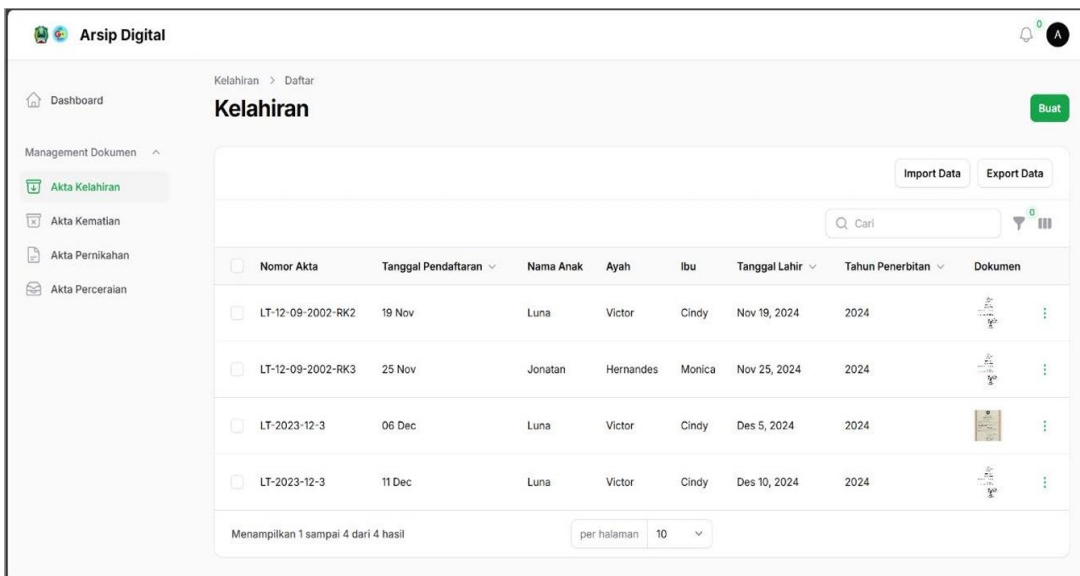 Arsip Digital
0
A
Dashboard
Management Dokumen
Akta Kelahiran
Akta Kematian
Akta Pernikahan
Akta Perceraian
Kelahiran > Daftar
Kelahiran
Buat
Import Data Export Data
Cari
0
Nomor Akta Tanggal Pendaftaran Nama Anak Ayah Ibu Tanggal Lahir Tahun Penerbitan Dokumen
LT-12-09-2002-RK2 19 Nov Luna Victor Cindy Nov 19, 2024 2024
LT-12-09-2002-RK3 25 Nov Jonatan Hernandes Monica Nov 25, 2024 2024
LT-2023-12-3 06 Dec Luna Victor Cindy Des 5, 2024 2024
LT-2023-12-3 11 Dec Luna Victor Cindy Des 10, 2024 2024
Menampilkan 1 sampai 4 dari 4 hasil
per halaman 10